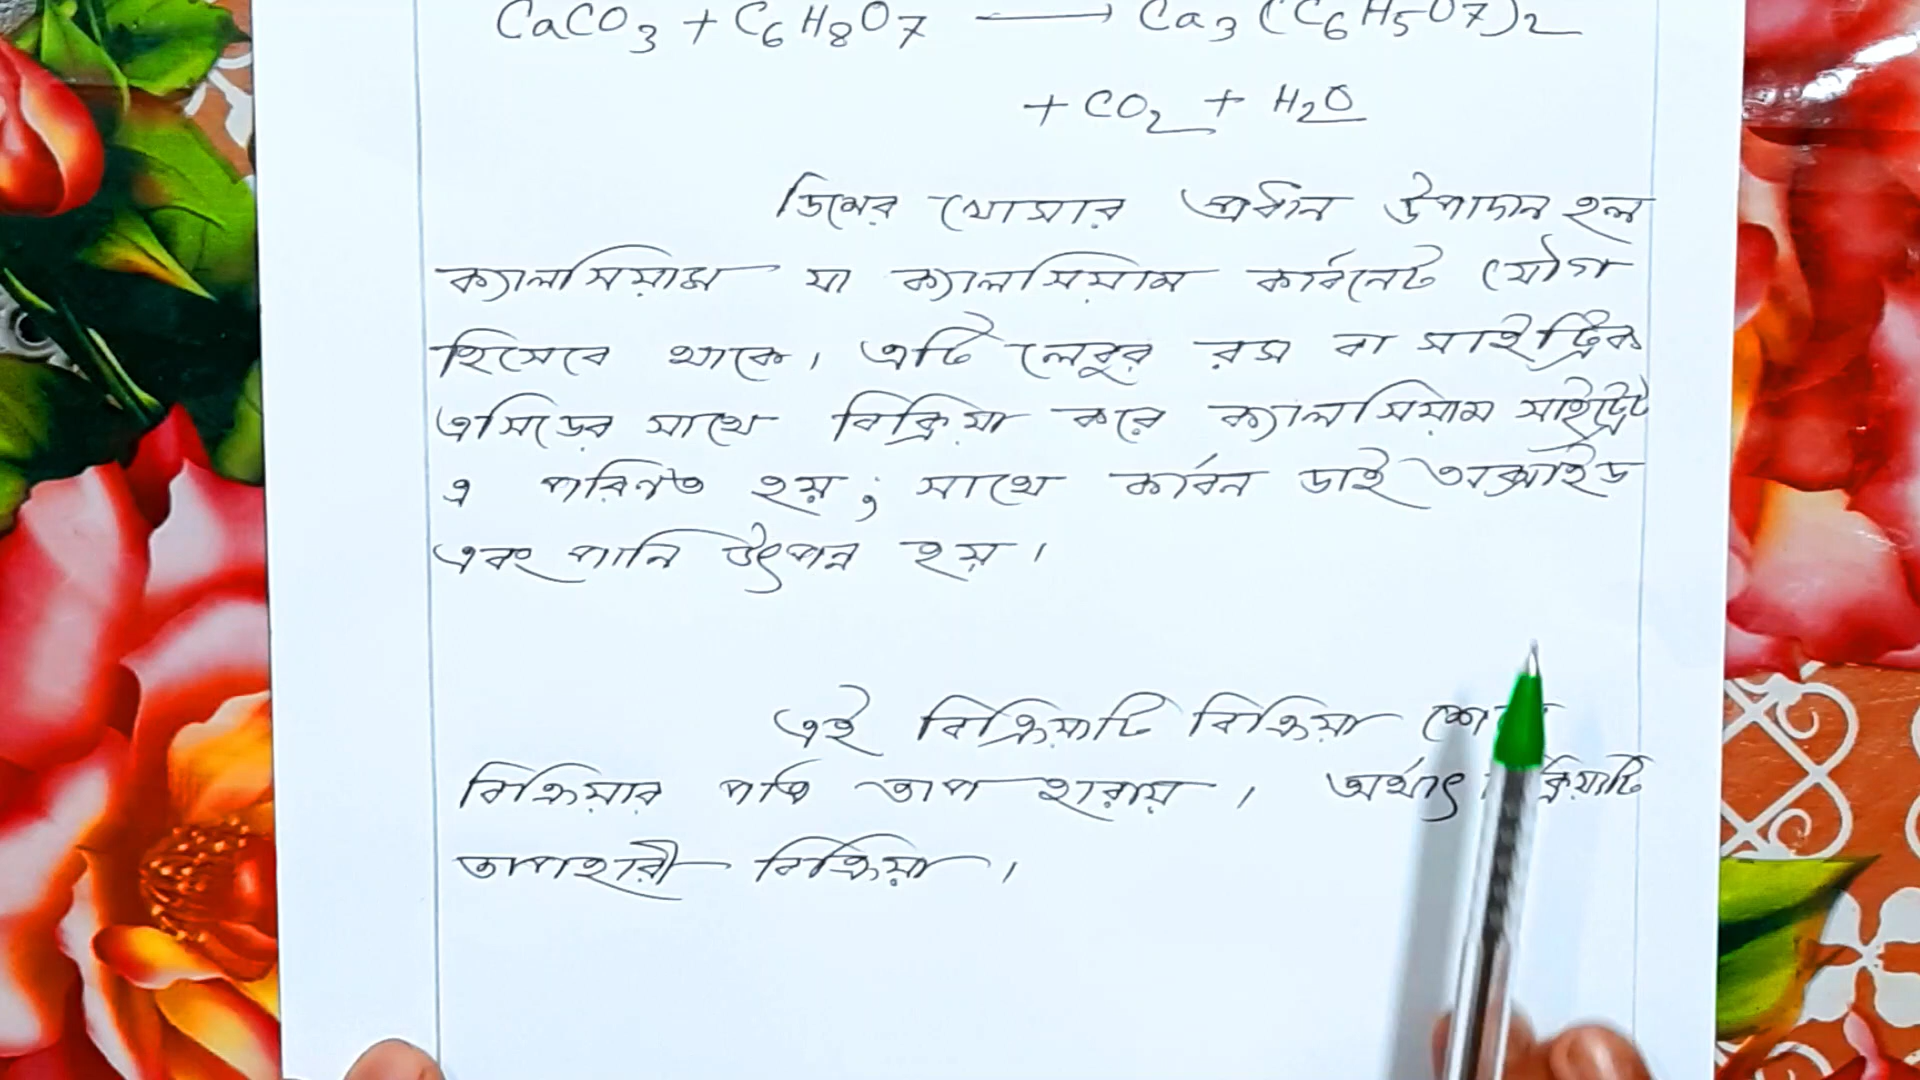 CaCO3 + C6H8O7 ⟶ Ca3(C6H5O7)2
+ CO2 + H2O
ডিমের খোসার প্রধান উপাদান হল
ক্যালসিয়াম যা ক্যালসিয়াম কার্বনেট যৌগ
হিসেবে থাকে। এটি লেবুর রস বা সাইট্রিক
এসিডের সাথে বিক্রিয়া করে ক্যালসিয়াম সাইট্রেট
এ পরিণত হয়; সাথে কার্বন ডাই অক্সাইড
এবং পানি উৎপন্ন হয়।
এই বিক্রিয়াটি বিক্রিয়া
বিক্রিয়ার পাত্র তাপ হারায়। অর্থাৎ
তাপহারী বিক্রিয়া।